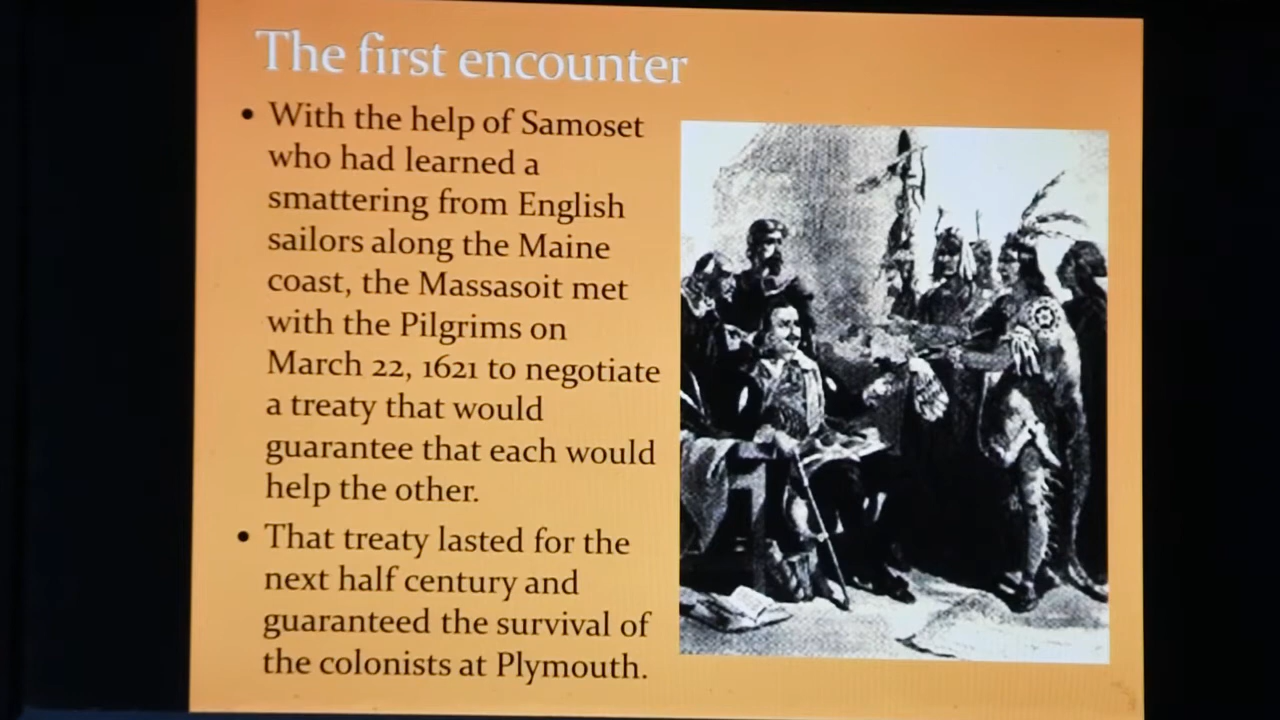 The first encounter
• With the help of Samoset
who had learned a
smattering from English
sailors along the Maine
coast, the Massasoit met
with the Pilgrims on
March 22, 1621 to negotiate
a treaty that would
guarantee that each would
help the other.
• That treaty lasted for the
next half century and
guaranteed the survival of
the colonists at Plymouth.